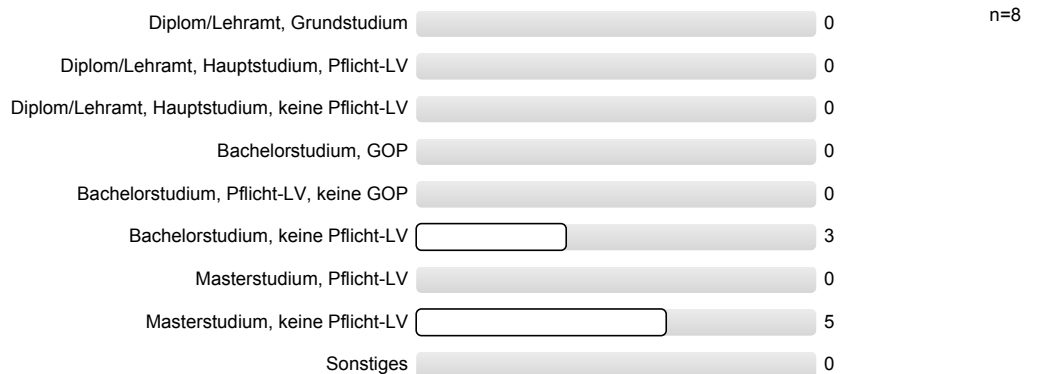 Diplom/Lehramt, Grundstudium 0 n=8
Diplom/Lehramt, Hauptstudium, Pflicht-LV 0
Diplom/Lehramt, Hauptstudium, keine Pflicht-LV 0
Bachelorstudium, GOP 0
Bachelorstudium, Pflicht-LV, keine GOP 0
Bachelorstudium, keine Pflicht-LV 3
Masterstudium, Pflicht-LV 0
Masterstudium, keine Pflicht-LV 5
Sonstiges 0